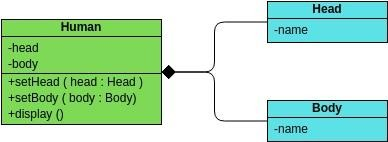 Human
-head
-body
+setHead ( head : Head )
+setBody ( body : Body)
+display ()
Head
-name
Body
-name